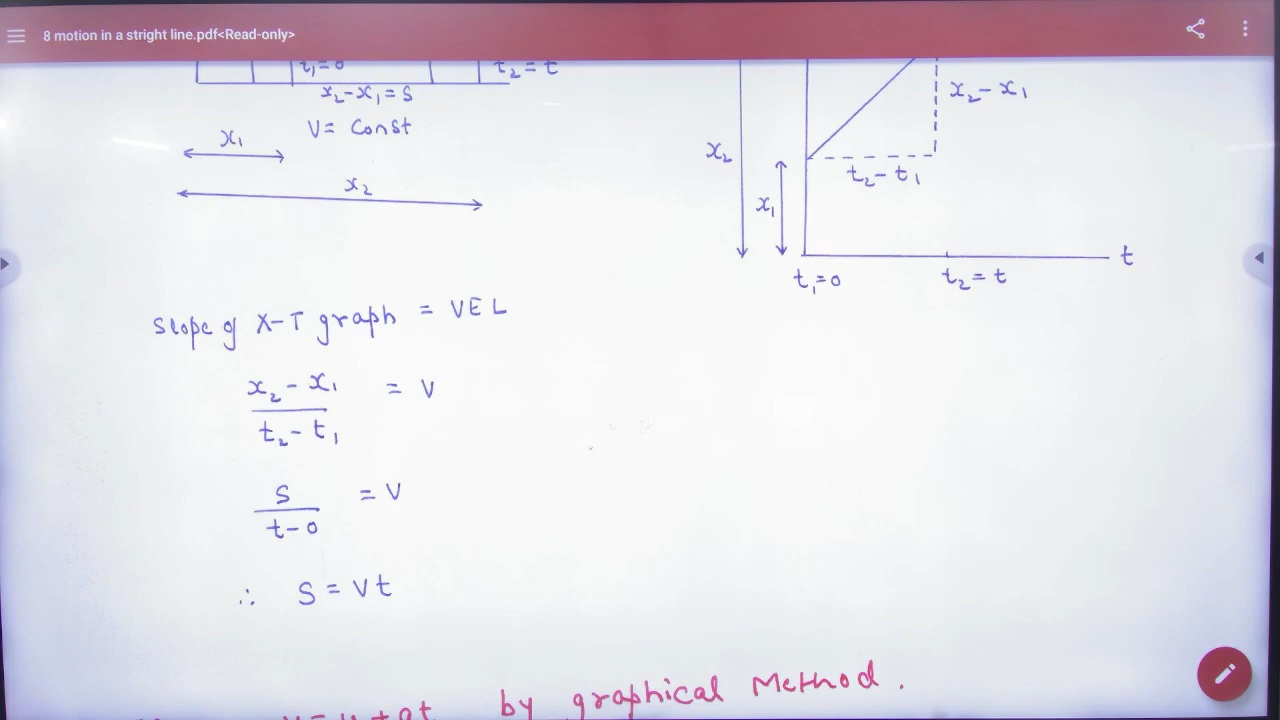 8 motion in a stright line.pdf<Read-only>
t₁=0
t₂=t
x₂-x₁=s
V= Const
x₁
x₂
x₂-x₁
x₂
t₂-t₁
x₁
t
t₁=0
t₂=t
Slope of X-T graph = VEL
x₂-x₁ = V
t₂-t₁
S = V
t-0
∴ S=Vt
by graphical Method.